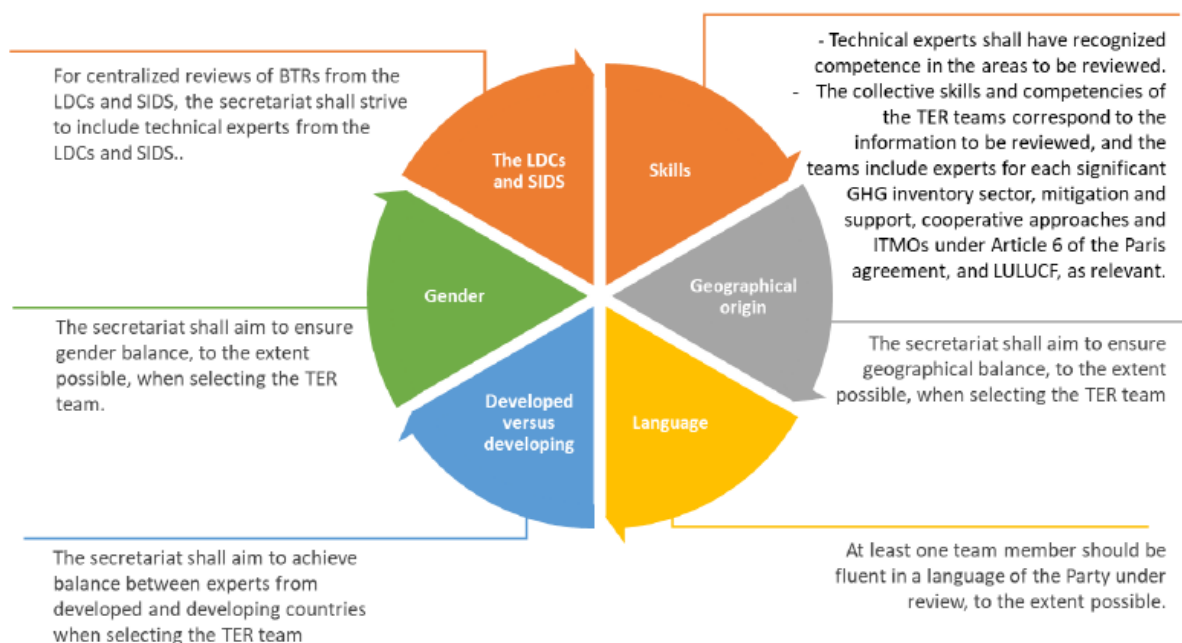 For centralized reviews of BTRs from the
LDCs and SIDS, the secretariat shall strive
to include technical experts from the
LDCs and SIDS..
The LDCs
and SIDS
Skills
- Technical experts shall have recognized
competence in the areas to be reviewed.
- The collective skills and competencies of
the TER teams correspond to the
information to be reviewed, and the
teams include experts for each significant
GHG inventory sector, mitigation and
support, cooperative approaches and
ITMOs under Article 6 of the Paris
agreement, and LULUCF, as relevant.
Gender
Geographical
origin
The secretariat shall aim to ensure
gender balance, to the extent
possible, when selecting the TER
team.
The secretariat shall aim to ensure
geographical balance, to the extent
possible, when selecting the TER team
Developed
versus
developing
Language
The secretariat shall aim to achieve
balance between experts from
developed and developing countries
when selecting the TER team
At least one team member should be
fluent in a language of the Party under
review, to the extent possible.